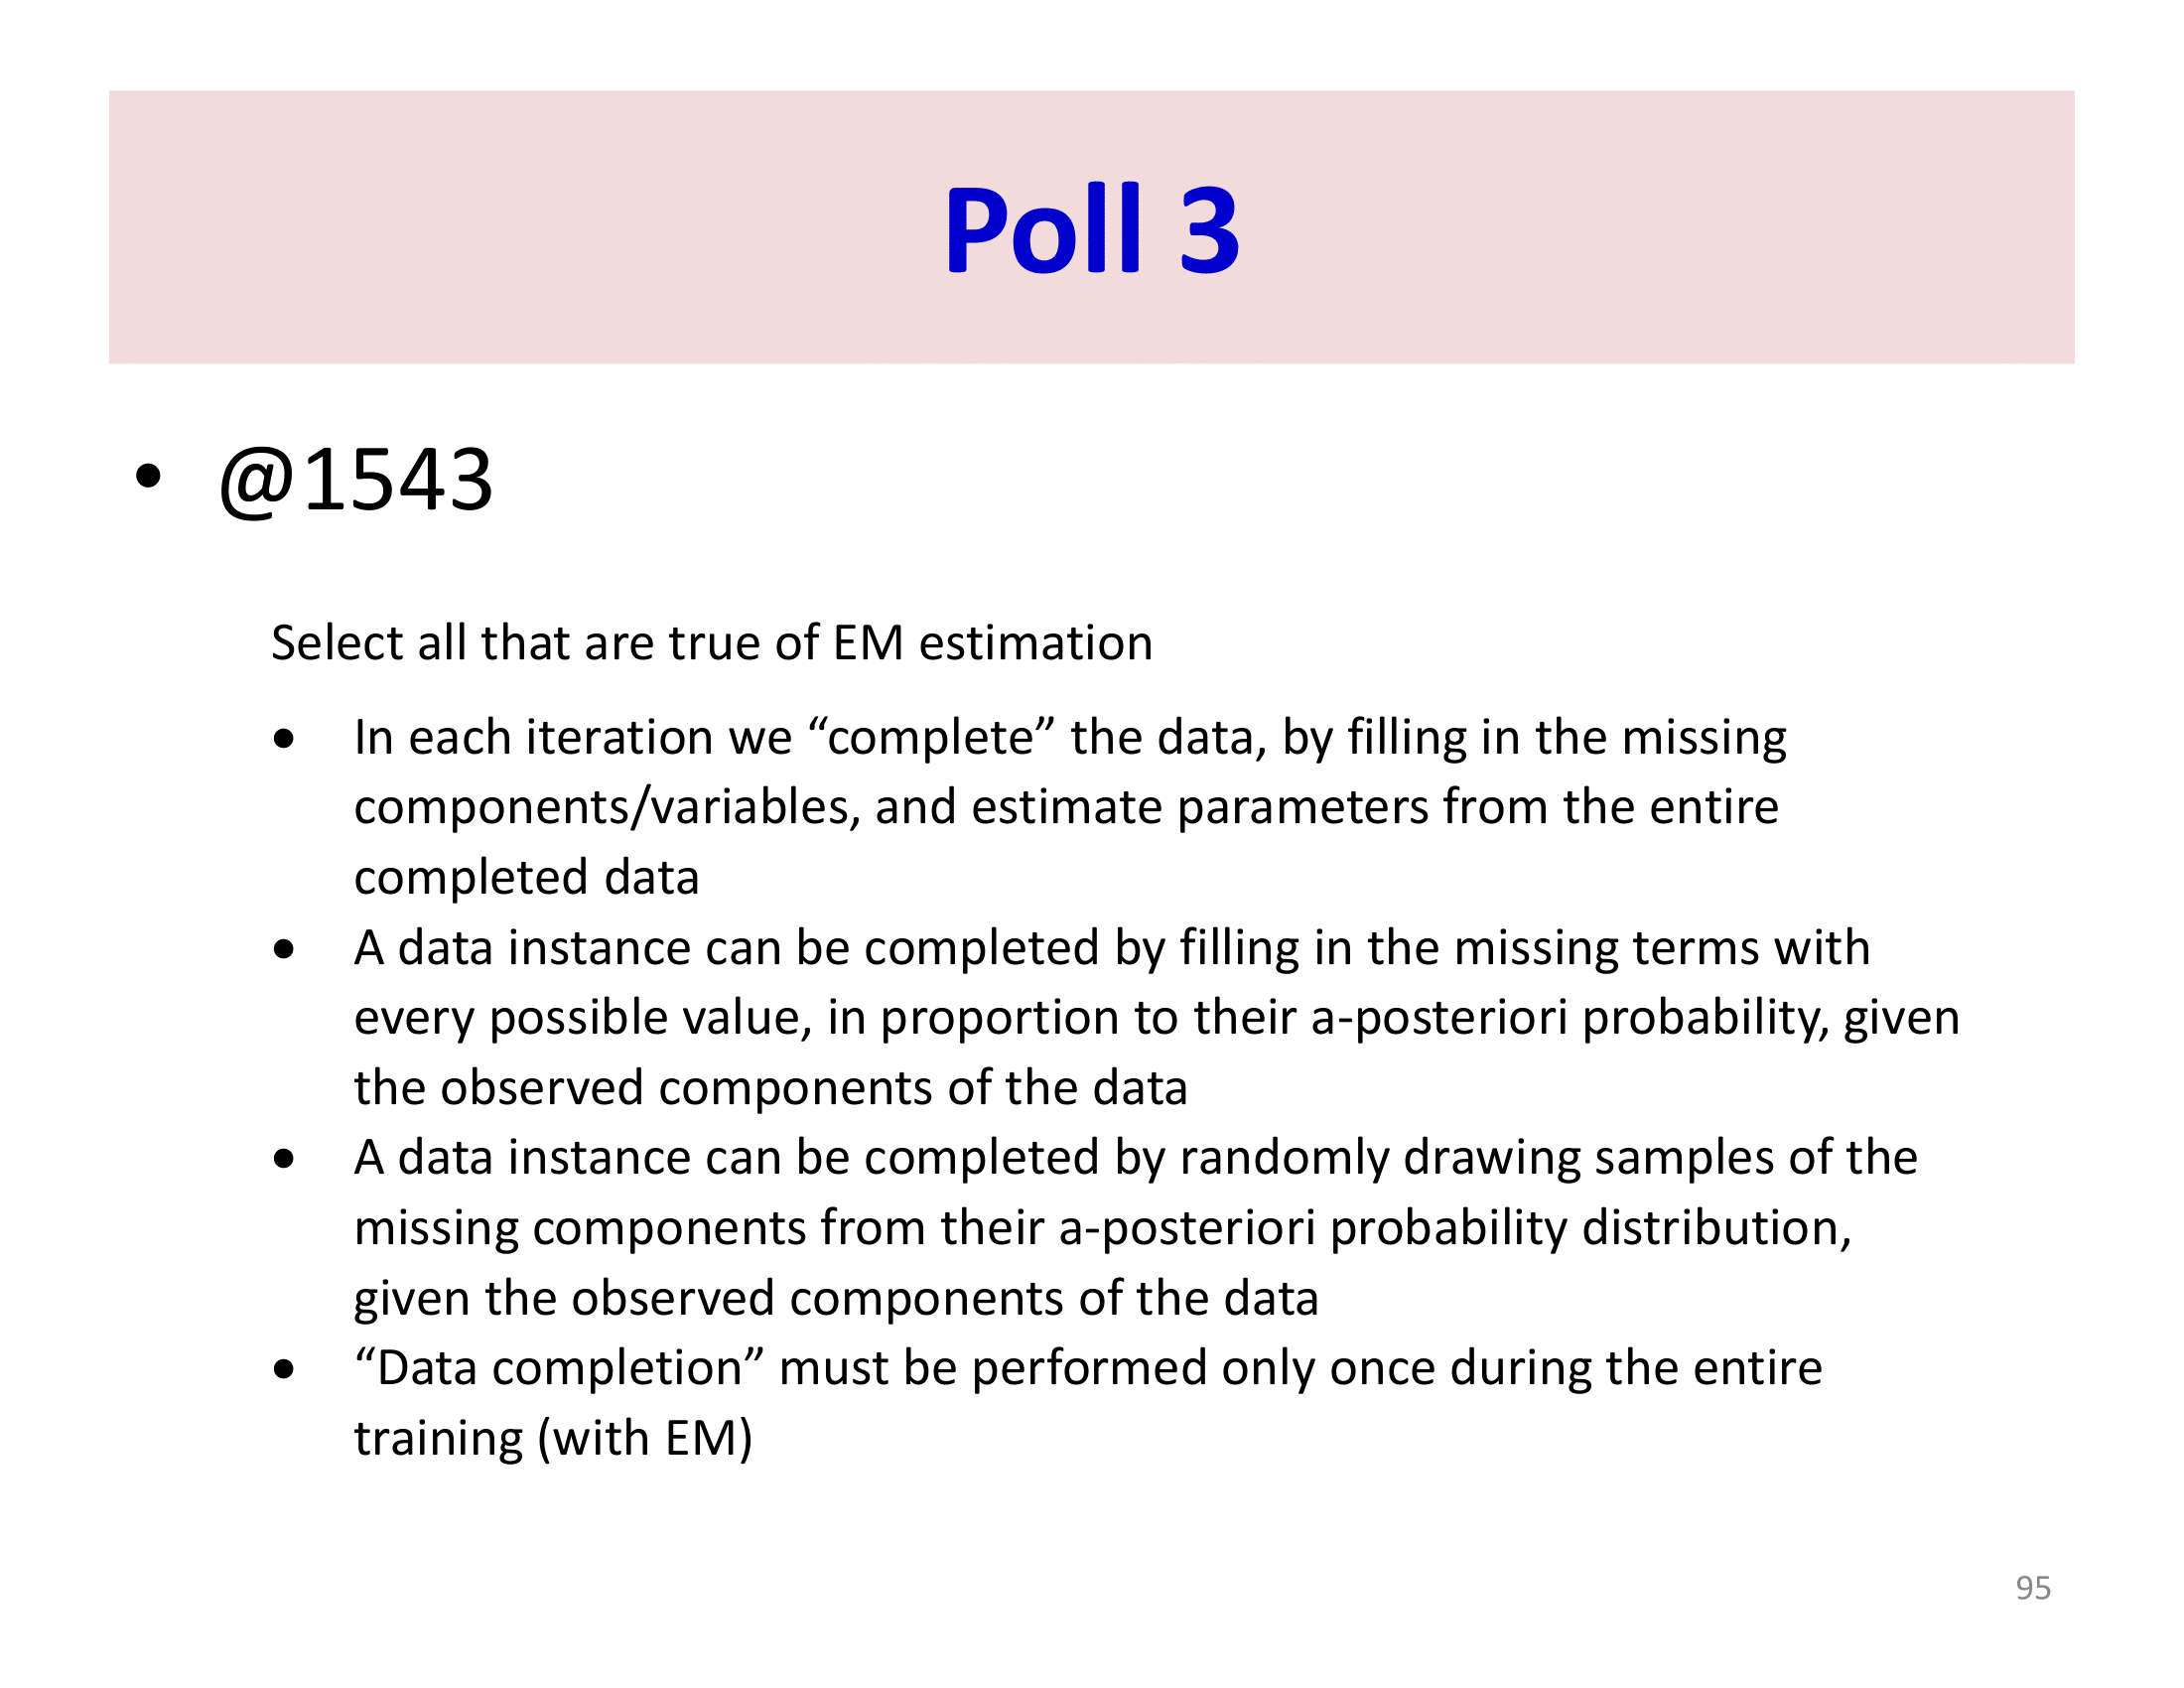 Poll 3
• @1543
Select all that are true of EM estimation
• In each iteration we “complete” the data, by filling in the missing
components/variables, and estimate parameters from the entire
completed data
• A data instance can be completed by filling in the missing terms with
every possible value, in proportion to their a-posteriori probability, given
the observed components of the data
• A data instance can be completed by randomly drawing samples of the
missing components from their a-posteriori probability distribution,
given the observed components of the data
• “Data completion” must be performed only once during the entire
training (with EM)
95